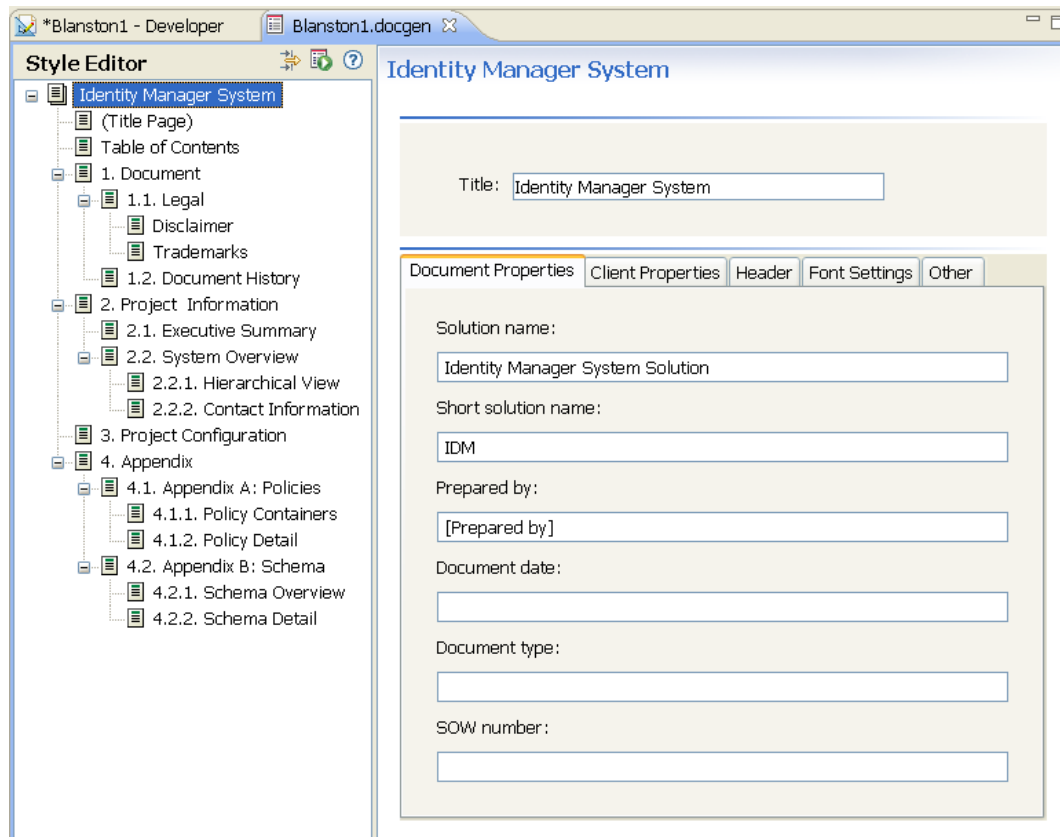 *Blanston1 - Developer
Blanston1.docgen
Style Editor
Identity Manager System
(Title Page)
Table of Contents
1. Document
1.1. Legal
Disclaimer
Trademarks
1.2. Document History
2. Project  Information
2.1. Executive Summary
2.2. System Overview
2.2.1. Hierarchical View
2.2.2. Contact Information
3. Project Configuration
4. Appendix
4.1. Appendix A: Policies
4.1.1. Policy Containers
4.1.2. Policy Detail
4.2. Appendix B: Schema
4.2.1. Schema Overview
4.2.2. Schema Detail
Identity Manager System
Title: Identity Manager System
Document Properties Client Properties Header Font Settings Other
Solution name:
Identity Manager System Solution
Short solution name:
IDM
Prepared by:
[Prepared by]
Document date:
Document type:
SOW number: